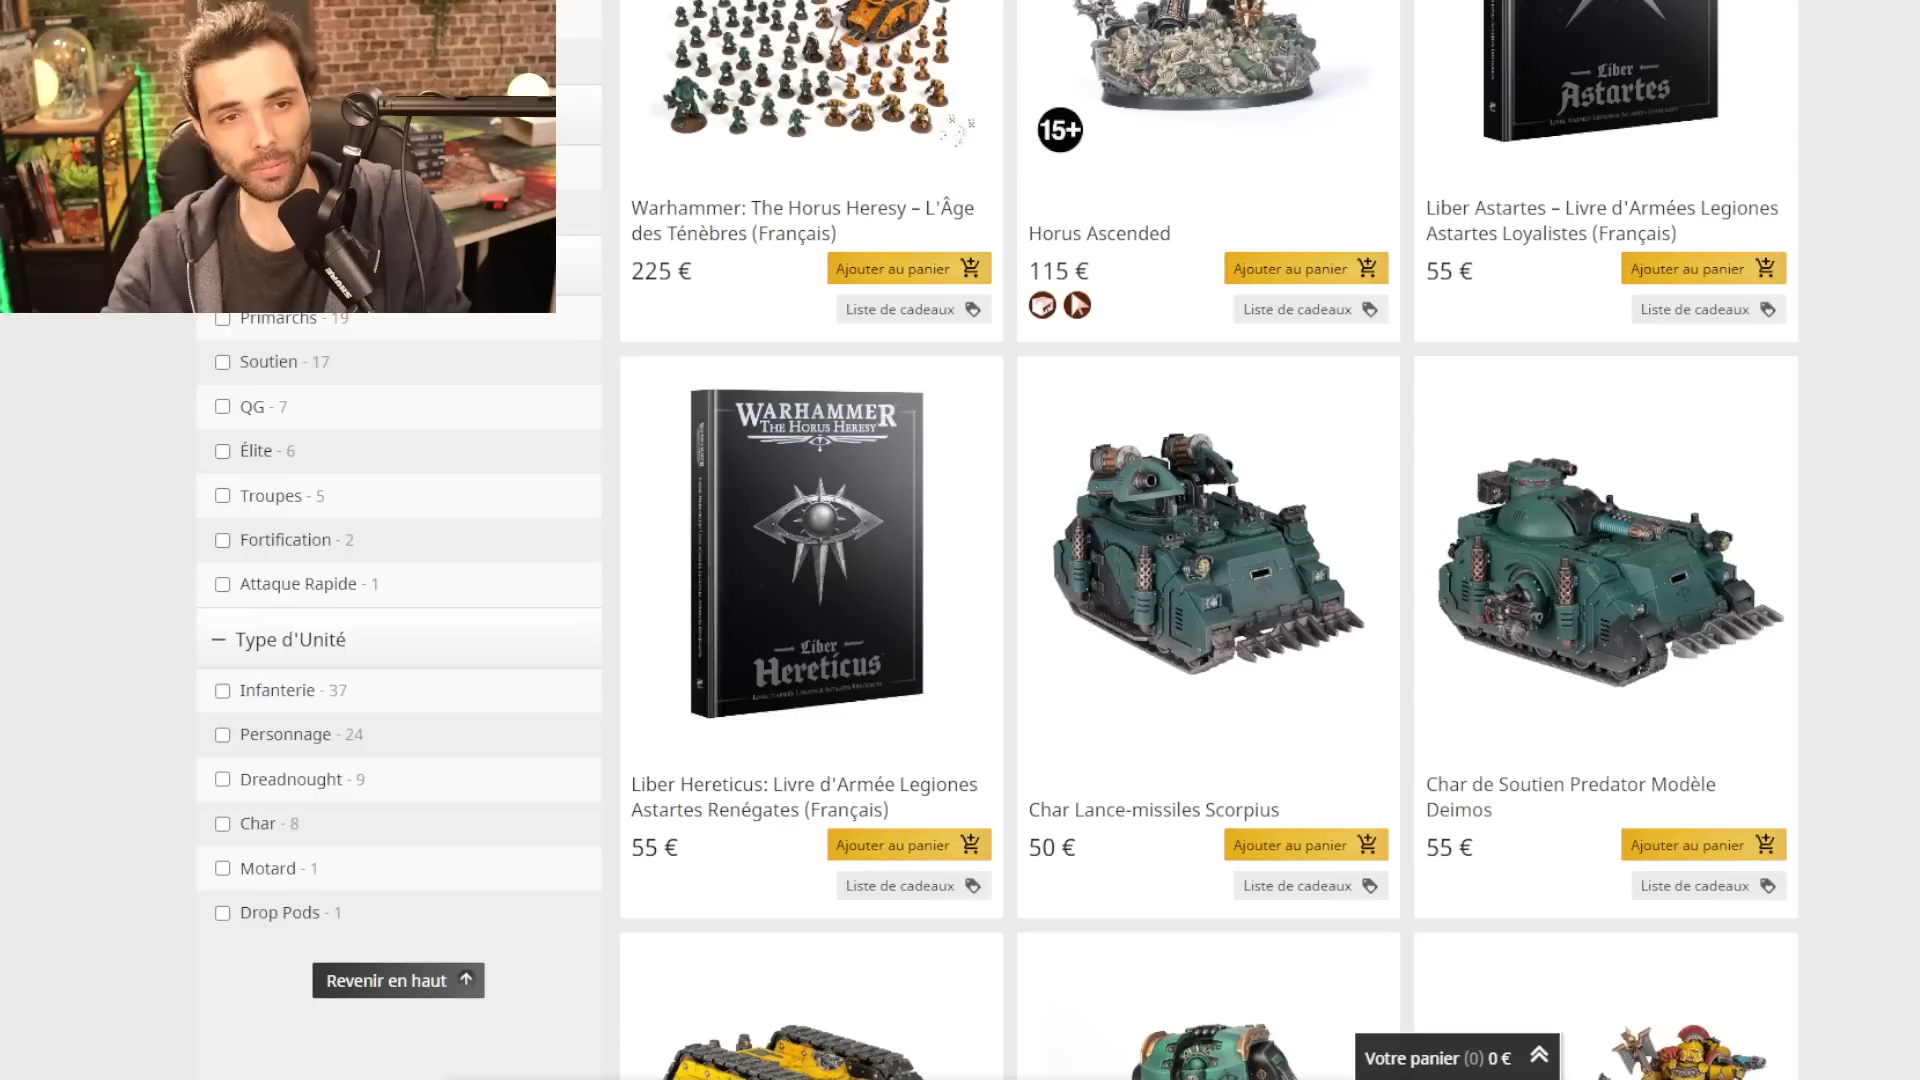 SHURE
Primarchs - 19
Soutien - 17
QG - 7
Élite - 6
Troupes - 5
Fortification - 2
Attaque Rapide - 1
Type d'Unité
Infanterie - 37
Personnage - 24
Dreadnought - 9
Char - 8
Motard - 1
Drop Pods - 1
Revenir en haut
Warhammer: The Horus Heresy – L'Âge
des Ténèbres (Français)
225 €
Ajouter au panier
Liste de cadeaux
15+
Horus Ascended
115 €
Ajouter au panier
Liste de cadeaux
Liber
Astartes
Liber Astartes – Livre d'Armées Legiones
Astartes Loyalistes (Français)
55 €
Ajouter au panier
Liste de cadeaux
WARHAMMER
THE HORUS HERESY
Liber
Hereticus
Liber Hereticus: Livre d'Armée Legiones
Astartes Renégates (Français)
55 €
Ajouter au panier
Liste de cadeaux
Char Lance-missiles Scorpius
50 €
Ajouter au panier
Liste de cadeaux
Char de Soutien Predator Modèle
Deimos
55 €
Ajouter au panier
Liste de cadeaux
Votre panier (0) 0 €